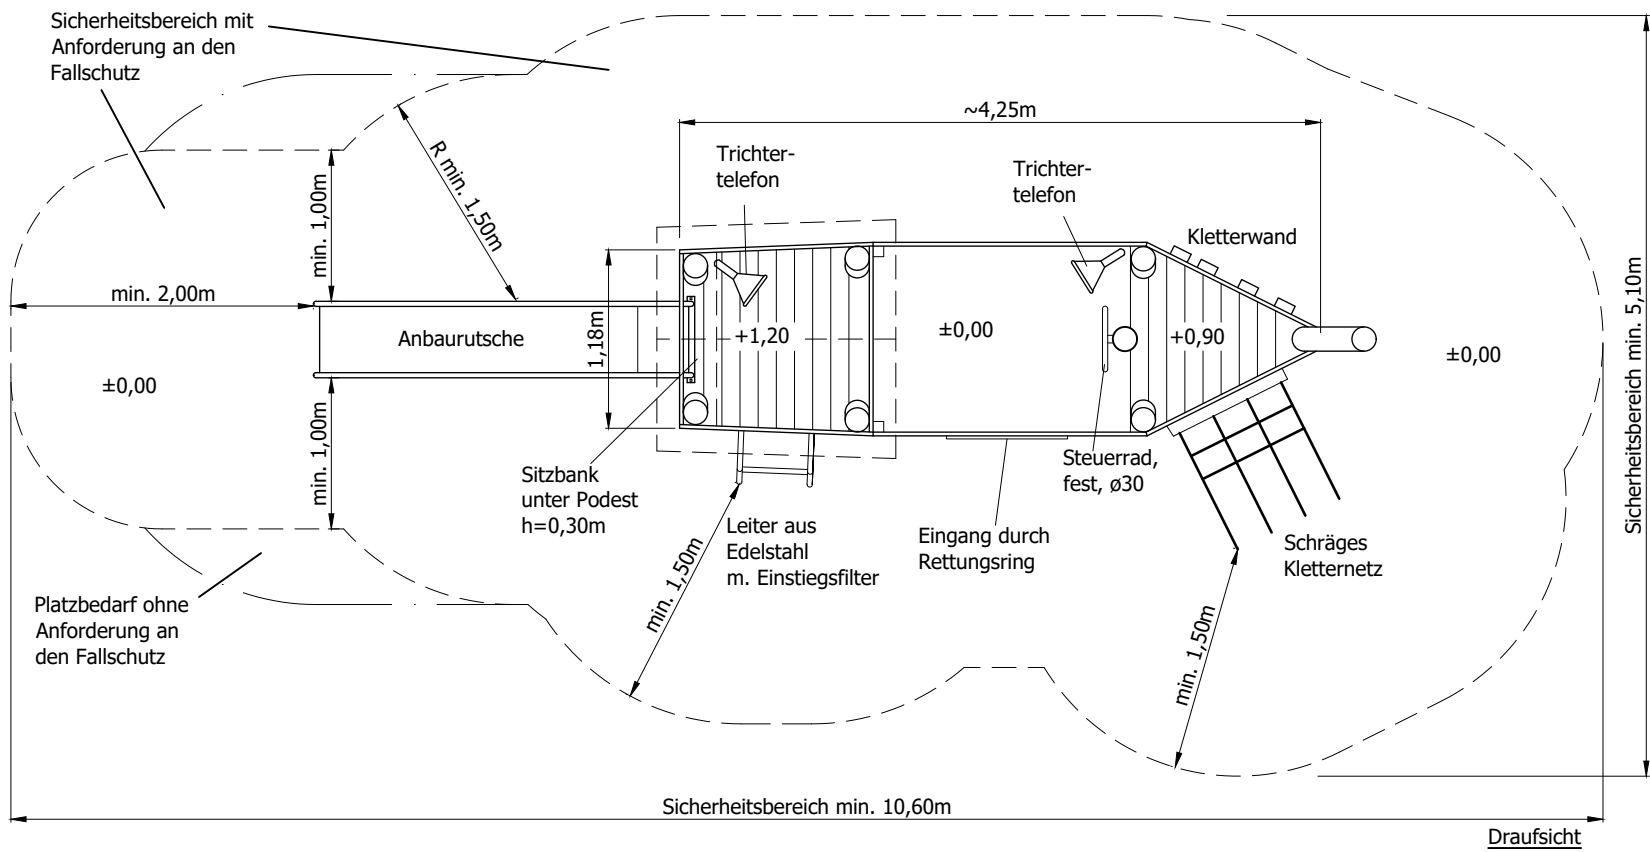 Sicherheitsbereich mit
Anforderung an den
Fallschutz
~4,25m
R min. 1,50m
min. 1,00m
Trichter-
telefon
Trichter-
telefon
Kletterwand
min. 2,00m
Anbaurutsche
1,18m
+1,20
±0,00
+0,90
±0,00
±0,00
Sicherheitsbereich min. 5,10m
min. 1,00m
Sitzbank
unter Podest
h=0,30m
Steuerrad,
fest, ø30
Leiter aus
Edelstahl
m. Einstiegsfilter
Eingang durch
Rettungsring
Schräges
Kletternetz
min. 1,50m
min. 1,50m
Platzbedarf ohne
Anforderung an
den Fallschutz
Sicherheitsbereich min. 10,60m
Draufsicht